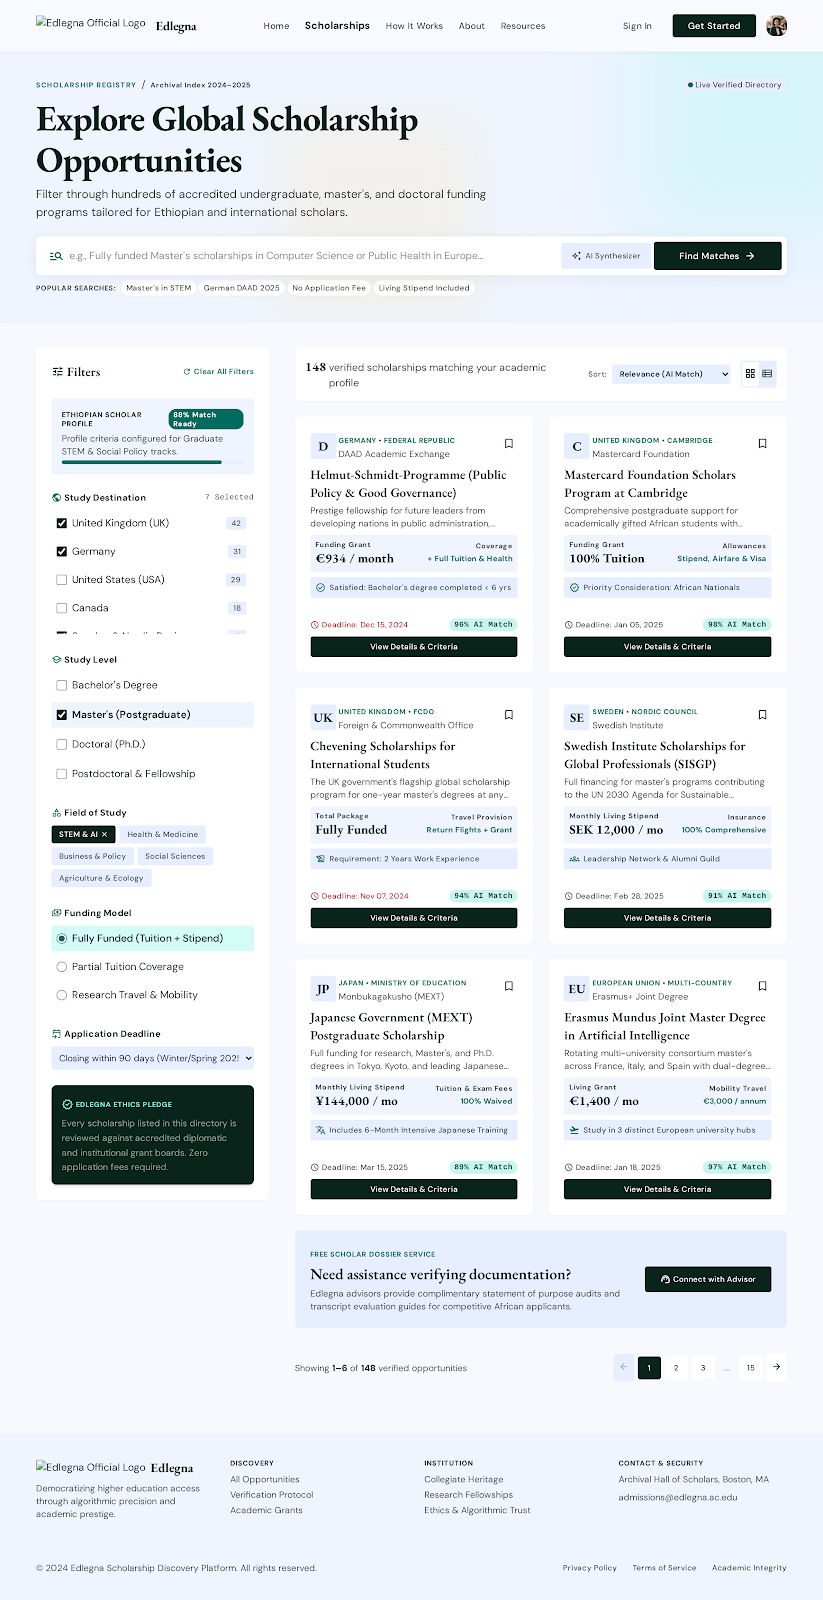 Edlegna Official Logo
Edlegna
Home
Scholarships
How It Works
About
Resources
Sign In
Get Started
SCHOLARSHIP REGISTRY / Archival Index 2024–2025
Live Verified Directory
Explore Global Scholarship
Opportunities
Filter through hundreds of accredited undergraduate, master's, and doctoral funding
programs tailored for Ethiopian and international scholars.
e.g., Fully funded Master's scholarships in Computer Science or Public Health in Europe...
AI Synthesizer
Find Matches →
POPULAR SEARCHES:
Master's in STEM
German DAAD 2025
No Application Fee
Living Stipend Included
Filters
Clear All Filters
ETHIOPIAN SCHOLAR
PROFILE
88% Match
Ready
Profile criteria configured for Graduate
STEM & Social Policy tracks.
Study Destination
7 Selected
United Kingdom (UK)
42
Germany
31
United States (USA)
29
Canada
18
Study Level
Bachelor's Degree
Master's (Postgraduate)
Doctoral (Ph.D.)
Postdoctoral & Fellowship
Field of Study
STEM & AI ×
Health & Medicine
Business & Policy
Social Sciences
Agriculture & Ecology
Funding Model
Fully Funded (Tuition + Stipend)
Partial Tuition Coverage
Research Travel & Mobility
Application Deadline
Closing within 90 days (Winter/Spring 202
EDLEGNA ETHICS PLEDGE
Every scholarship listed in this directory is
reviewed against accredited diplomatic
and institutional grant boards. Zero
application fees required.
148 verified scholarships matching your academic
profile
Sort:
Relevance (AI Match)
D
GERMANY • FEDERAL REPUBLIC
DAAD Academic Exchange
Helmut-Schmidt-Programme (Public
Policy & Good Governance)
Prestige fellowship for future leaders from
developing nations in public administration,...
Funding Grant
€934 / month
Coverage
+ Full Tuition & Health
Satisfied: Bachelor's degree completed < 6 yrs
Deadline: Dec 15, 2024
96% AI Match
View Details & Criteria
C
UNITED KINGDOM • CAMBRIDGE
Mastercard Foundation
Mastercard Foundation Scholars
Program at Cambridge
Comprehensive postgraduate support for
academically gifted African students with...
Funding Grant
100% Tuition
Allowances
Stipend, Airfare & Visa
Priority Consideration: African Nationals
Deadline: Jan 05, 2025
98% AI Match
View Details & Criteria
UK
UNITED KINGDOM • FCDO
Foreign & Commonwealth Office
Chevening Scholarships for
International Students
The UK government's flagship global scholarship
program for one-year master's degrees at any...
Total Package
Fully Funded
Travel Provision
Return Flights + Grant
Requirement: 2 Years Work Experience
Deadline: Nov 07, 2024
94% AI Match
View Details & Criteria
SE
SWEDEN • NORDIC COUNCIL
Swedish Institute
Swedish Institute Scholarships for
Global Professionals (SISGP)
Full financing for master's programs contributing
to the UN 2030 Agenda for Sustainable...
Monthly Living Stipend
SEK 12,000 / mo
Insurance
100% Comprehensive
Leadership Network & Alumni Guild
Deadline: Feb 28, 2025
91% AI Match
View Details & Criteria
JP
JAPAN • MINISTRY OF EDUCATION
Monbukagakusho (MEXT)
Japanese Government (MEXT)
Postgraduate Scholarship
Full funding for research, Master's, and Ph.D.
degrees in Tokyo, Kyoto, and leading Japanese...
Monthly Living Stipend
¥144,000 / mo
Tuition & Exam Fees
100% Waived
Includes 6-Month Intensive Japanese Training
Deadline: Mar 15, 2025
89% AI Match
View Details & Criteria
EU
EUROPEAN UNION • MULTI-COUNTRY
Erasmus+ Joint Degree
Erasmus Mundus Joint Master Degree
in Artificial Intelligence
Rotating multi-university consortium master's
across France, Italy, and Spain with dual-degree...
Living Grant
€1,400 / mo
Mobility Travel
€3,000 / annum
Study in 3 distinct European university hubs
Deadline: Jan 18, 2025
97% AI Match
View Details & Criteria
FREE SCHOLAR DOSSIER SERVICE
Need assistance verifying documentation?
Edlegna advisors provide complimentary statement of purpose audits and
transcript evaluation guides for competitive African applicants.
Connect with Advisor
Showing 1–6 of 148 verified opportunities
← 1 2 3 ... 15 →
Edlegna Official Logo
Edlegna
Democratizing higher education access
through algorithmic precision and
academic prestige.
DISCOVERY
All Opportunities
Verification Protocol
Academic Grants
INSTITUTION
Collegiate Heritage
Research Fellowships
Ethics & Algorithmic Trust
CONTACT & SECURITY
Archival Hall of Scholars, Boston, MA
admissions@edlegna.ac.edu
© 2024 Edlegna Scholarship Discovery Platform. All rights reserved.
Privacy Policy
Terms of Service
Academic Integrity